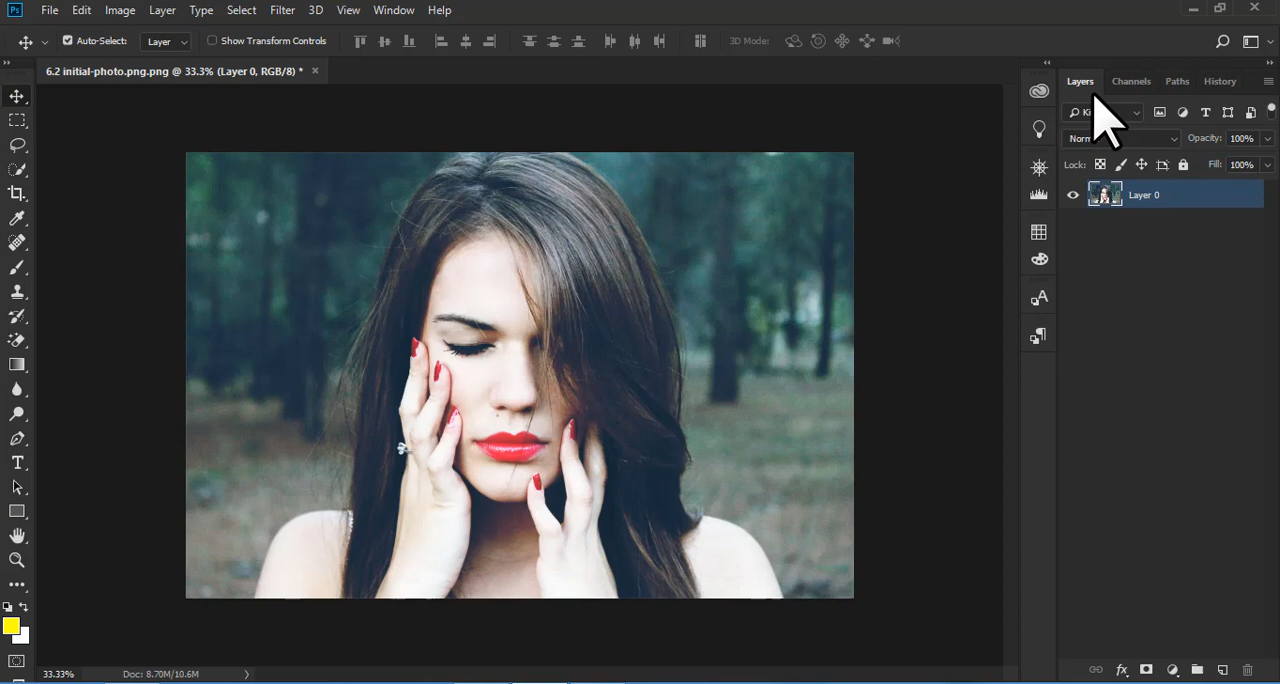 Ps File Edit Image Layer Type Select Filter 3D View Window Help
Auto-Select: Layer Show Transform Controls 3D Mode:
6.2 initial-photo.png.png @ 33.3% (Layer 0, RGB/8) * ×
Layers Channels Paths History
Opacity: 100%
Lock: Fill: 100%
Layer 0
33.33% Doc: 8.70M/10.6M